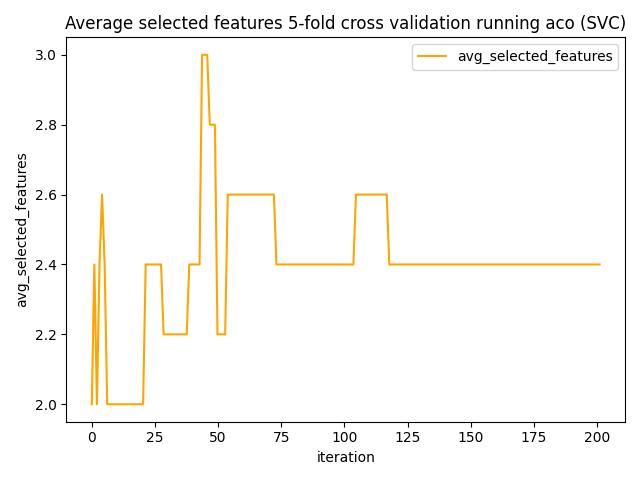 Average selected features 5-fold cross validation running aco (SVC)
avg_selected_features
3.0
2.8
2.6
2.4
2.2
2.0
avg_selected_features
0 25 50 75 100 125 150 175 200
iteration